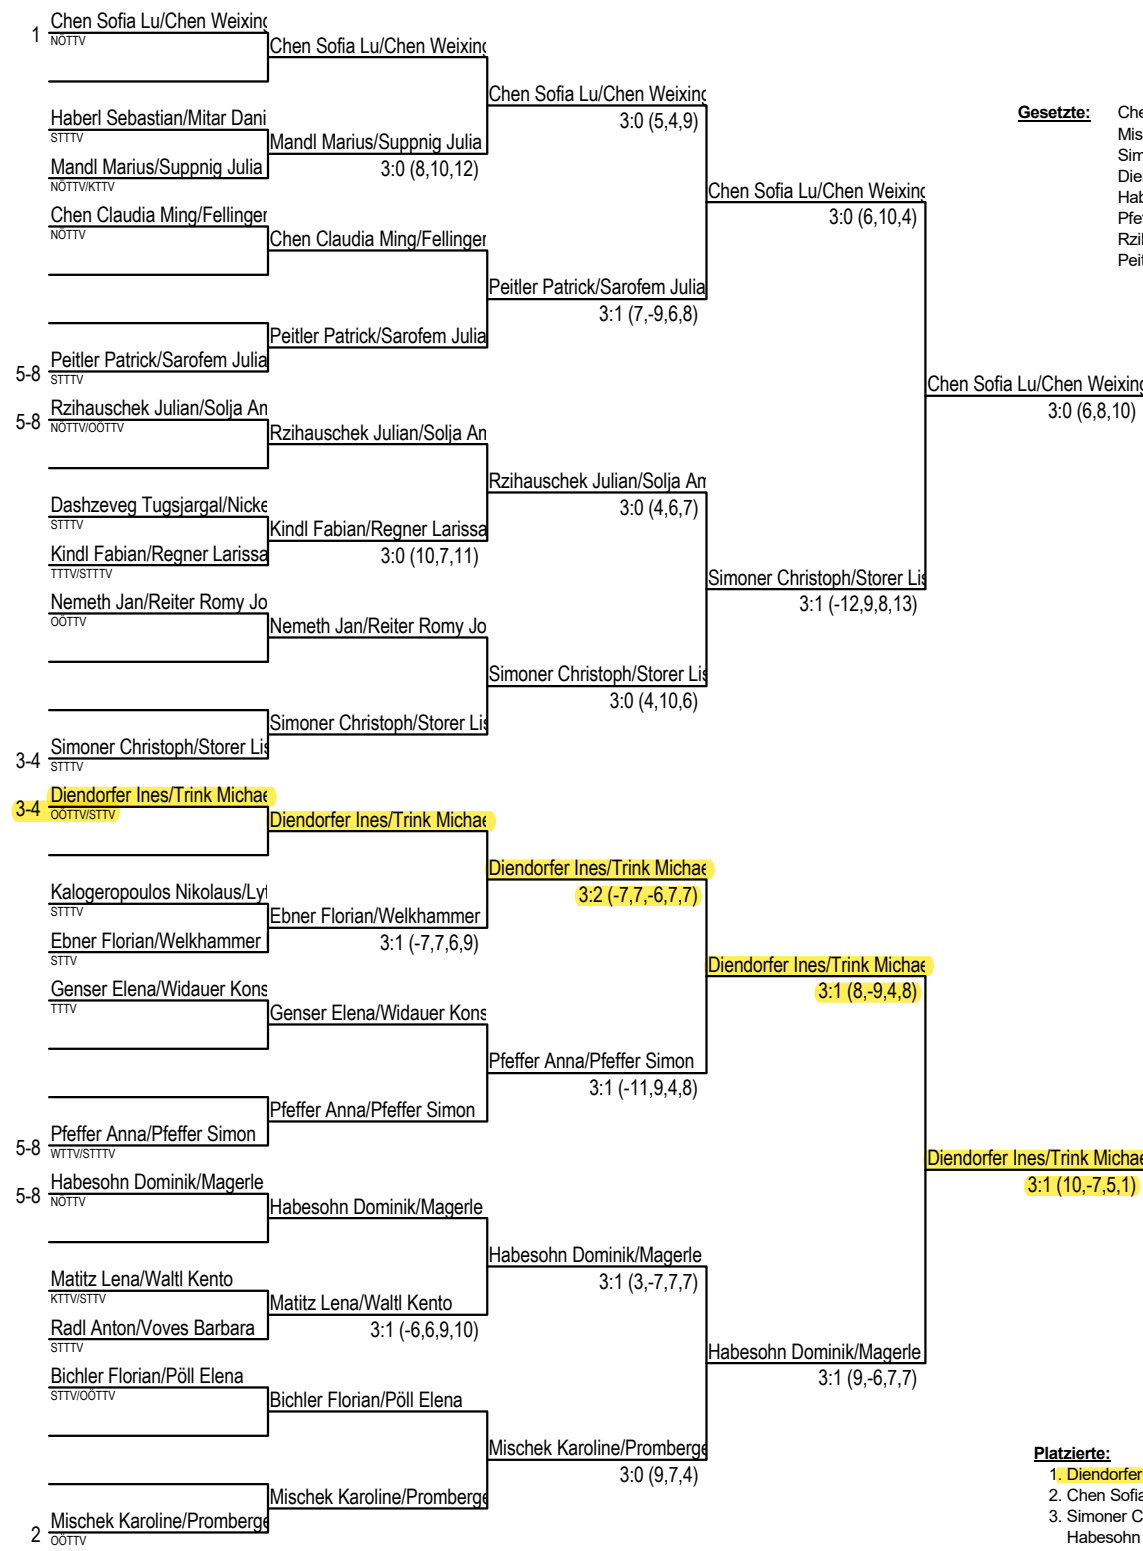 1 Chen Sofia Lu/Chen Weixing
NÖTTV
Haberl Sebastian/Mitar Dani
STTTV
Mandl Marius/Suppnig Julia
NÖTTV/KTTV
Chen Claudia Ming/Fellinger
NÖTTV
5-8 Peitler Patrick/Sarofem Julia
STTTV
5-8 Rzihauschek Julian/Solja Am
NÖTTV/OÖTTV
Dashzeveg Tugsjargal/Nicke
STTTV
Kindl Fabian/Regner Larissa
TTTV/STTTV
Nemeth Jan/Reiter Romy Jo
OÖTTV
3-4 Simoner Christoph/Storer Lis
STTTV
3-4 Diendorfer Ines/Trink Michae
OÖTTV/STTV
Kalogeropoulos Nikolaus/Lyf
STTTV
Ebner Florian/Welkhammer
STTV
Genser Elena/Widauer Kons
TTTV
5-8 Pfeffer Anna/Pfeffer Simon
WTTV/STTTV
5-8 Habesohn Dominik/Magerle
NÖTTV
Matitz Lena/Waltl Kento
KTTV/STTV
Radl Anton/Voves Barbara
STTTV
Bichler Florian/Pöll Elena
STTV/OÖTTV
2 Mischek Karoline/Promberge
OÖTTV
Chen Sofia Lu/Chen Weixing
Mandl Marius/Suppnig Julia
3:0 (8,10,12)
Chen Claudia Ming/Fellinger
Peitler Patrick/Sarofem Julia
Rzihauschek Julian/Solja Am
Kindl Fabian/Regner Larissa
3:0 (10,7,11)
Nemeth Jan/Reiter Romy Jo
Simoner Christoph/Storer Lis
Diendorfer Ines/Trink Michae
Ebner Florian/Welkhammer
3:1 (-7,7,6,9)
Genser Elena/Widauer Kons
Pfeffer Anna/Pfeffer Simon
Habesohn Dominik/Magerle
Matitz Lena/Waltl Kento
3:1 (-6,6,9,10)
Bichler Florian/Pöll Elena
Mischek Karoline/Promberge
Chen Sofia Lu/Chen Weixing
3:0 (5,4,9)
Peitler Patrick/Sarofem Julia
3:1 (7,-9,6,8)
Rzihauschek Julian/Solja Am
3:0 (4,6,7)
Simoner Christoph/Storer Lis
3:0 (4,10,6)
Diendorfer Ines/Trink Michae
3:2 (-7,7,-6,7,7)
Pfeffer Anna/Pfeffer Simon
3:1 (-11,9,4,8)
Habesohn Dominik/Magerle
3:1 (3,-7,7,7)
Mischek Karoline/Promberge
3:0 (9,7,4)
Chen Sofia Lu/Chen Weixing
3:0 (6,10,4)
Simoner Christoph/Storer Lis
3:1 (-12,9,8,13)
Diendorfer Ines/Trink Michae
3:1 (8,-9,4,8)
Habesohn Dominik/Magerle
3:1 (9,-6,7,7)
Chen Sofia Lu/Chen Weixing
3:0 (6,8,10)
Diendorfer Ines/Trink Michae
3:1 (10,-7,5,1)
Gesetzte: Che
Mis
Sim
Die
Hab
Pfe
Rzi
Peit
Platzierte:
1. Diendorfer
2. Chen Sofia
3. Simoner C
Habesohn